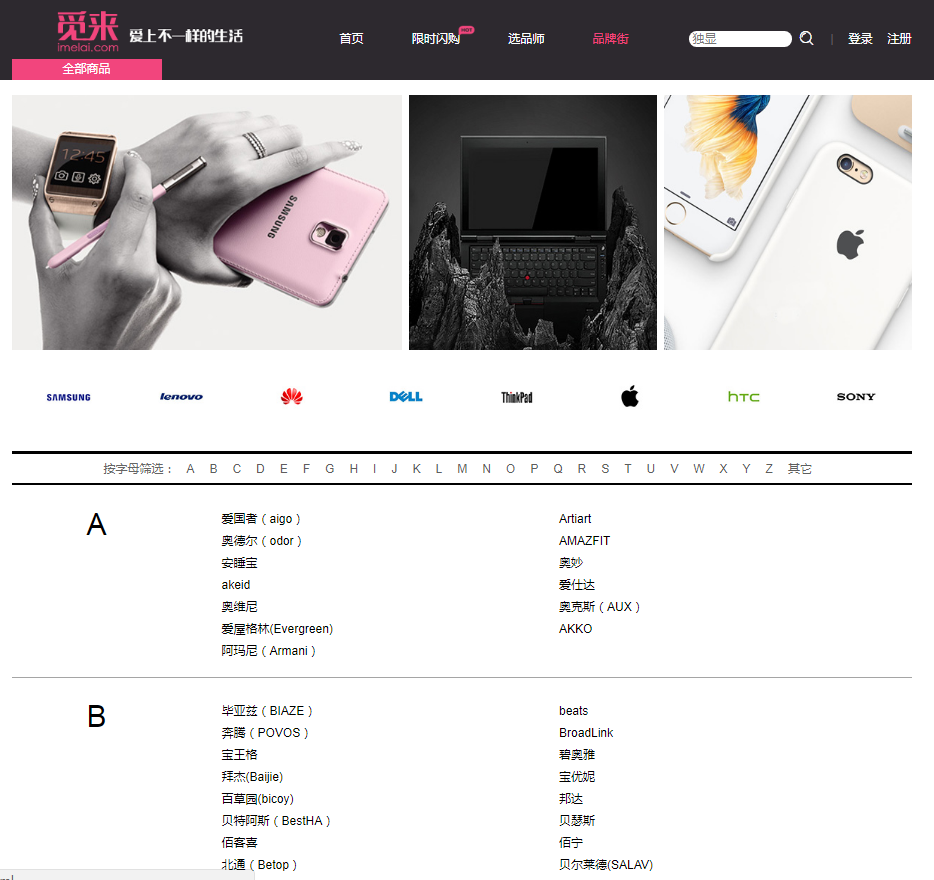 觅来
imelai.com
爱上不一样的生活
首页 限时闪购 HOT 选品师 品牌街 独显 | 登录 注册
全部商品
12:45
SAMSUNG
SAMSUNG lenovo DELL ThinkPad hTC SONY
按字母筛选： A B C D E F G H I J K L M N O P Q R S T U V W X Y Z 其它
A
爱国者（aigo） Artiart
奥德尔（odor） AMAZFIT
安睡宝 奥妙
akeid 爱仕达
奥维尼 奥克斯（AUX）
爱屋格林(Evergreen) AKKO
阿玛尼（Armani）
B
毕亚兹（BIAZE） beats
奔腾（POVOS） BroadLink
宝王格 碧奥雅
拜杰(Baijie) 宝优妮
百草园(bicoy) 邦达
贝特阿斯（BestHA） 贝瑟斯
佰客喜 佰宁
北通（Betop） 贝尔莱德(SALAV)